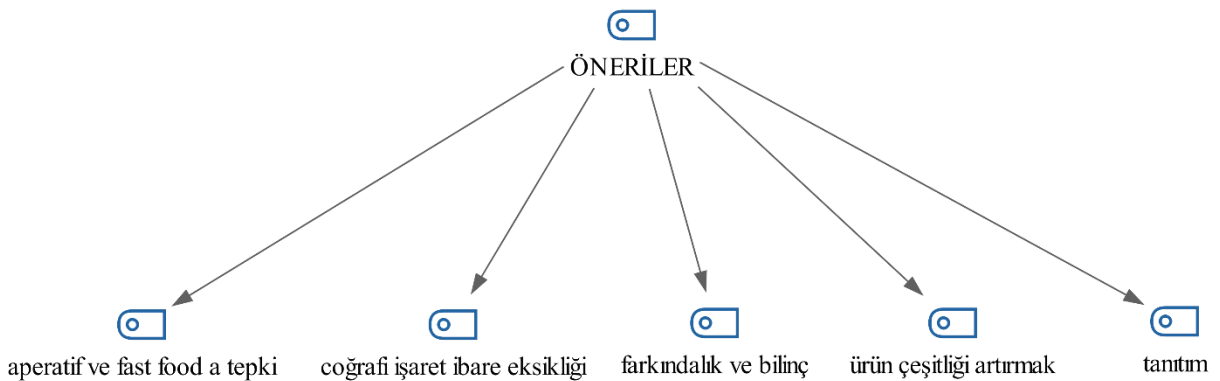 ÖNERİLER
aperatif ve fast food a tepki
coğrafi işaret ibare eksikliği
farkındalık ve bilinç
ürün çeşitliği artırmak
tanıtım